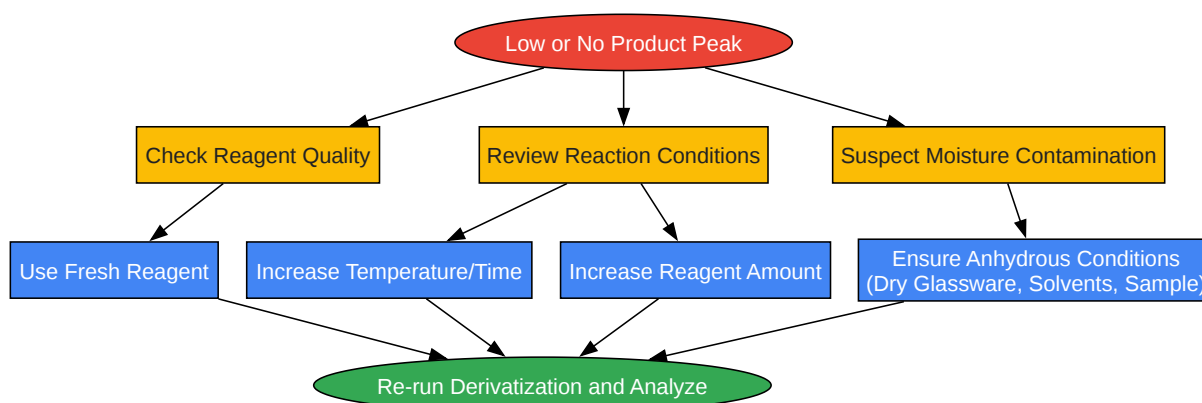 Low or No Product Peak
Check Reagent Quality
Review Reaction Conditions
Suspect Moisture Contamination
Use Fresh Reagent
Increase Temperature/Time
Increase Reagent Amount
Ensure Anhydrous Conditions
(Dry Glassware, Solvents, Sample)
Re-run Derivatization and Analyze